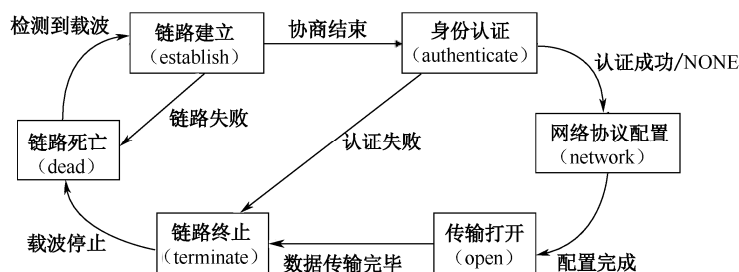 检测到载波
链路建立
（establish）
协商结束
身份认证
（authenticate）
认证成功/NONE
链路失败
链路死亡
（dead）
认证失败
网络协议配置
（network）
载波停止
链路终止
（terminate）
数据传输完毕
传输打开
（open）
配置完成